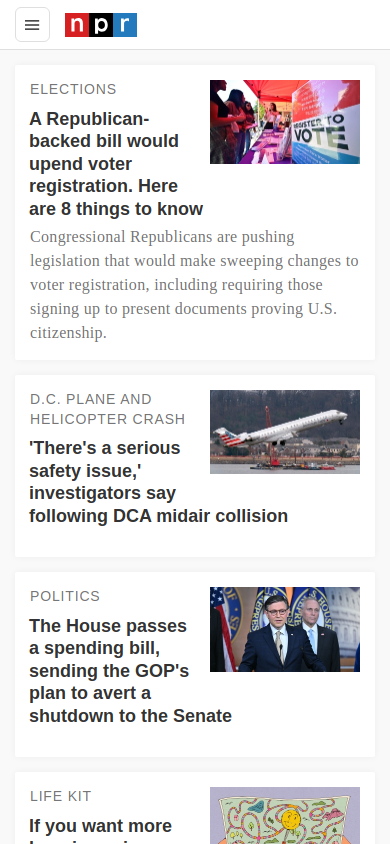 npr
ELECTIONS
A Republican-
backed bill would
upend voter
registration. Here
are 8 things to know
REGISTER TO
VOTE
Congressional Republicans are pushing
legislation that would make sweeping changes to
voter registration, including requiring those
signing up to present documents proving U.S.
citizenship.
D.C. PLANE AND
HELICOPTER CRASH
'There's a serious
safety issue,'
investigators say
following DCA midair collision
POLITICS
The House passes
a spending bill,
sending the GOP's
plan to avert a
shutdown to the Senate
LIFE KIT
If you want more